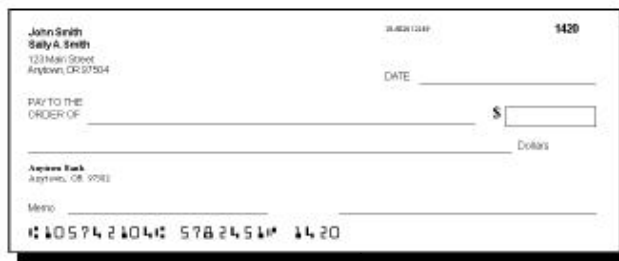 John Smith 1420
Sally A. Smith
123 Main Street
Anytown, OR 97504
DATE
PAY TO THE
ORDER OF $
Dollars
Anytown Bank
Anytown, OR 97502
Memo
⑆105742104⑆ 5782451⑈ 1420